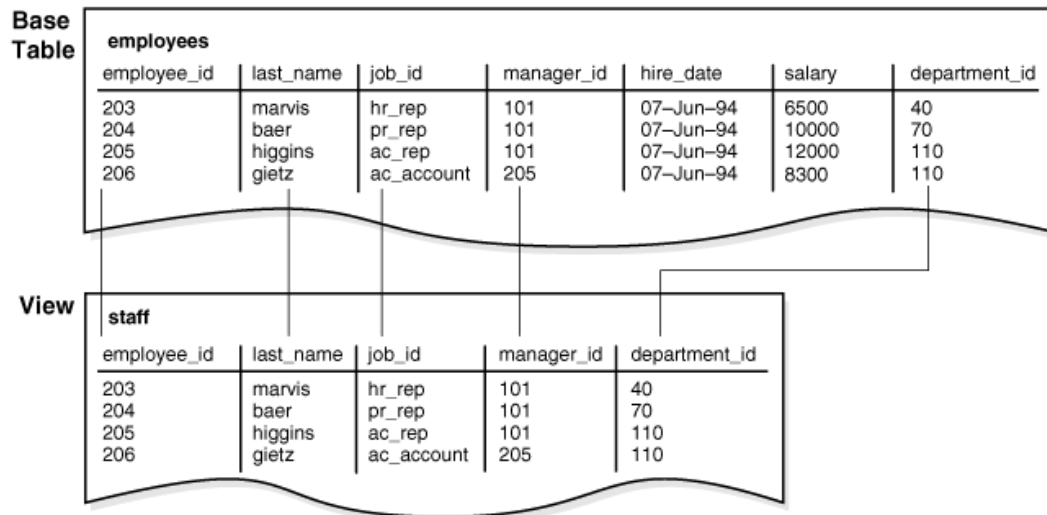 Base
Table
employees
employee_id last_name job_id manager_id hire_date salary department_id
203 marvis hr_rep 101 07–Jun–94 6500 40
204 baer pr_rep 101 07–Jun–94 10000 70
205 higgins ac_rep 101 07–Jun–94 12000 110
206 gietz ac_account 205 07–Jun–94 8300 110
View
staff
employee_id last_name job_id manager_id department_id
203 marvis hr_rep 101 40
204 baer pr_rep 101 70
205 higgins ac_rep 101 110
206 gietz ac_account 205 110